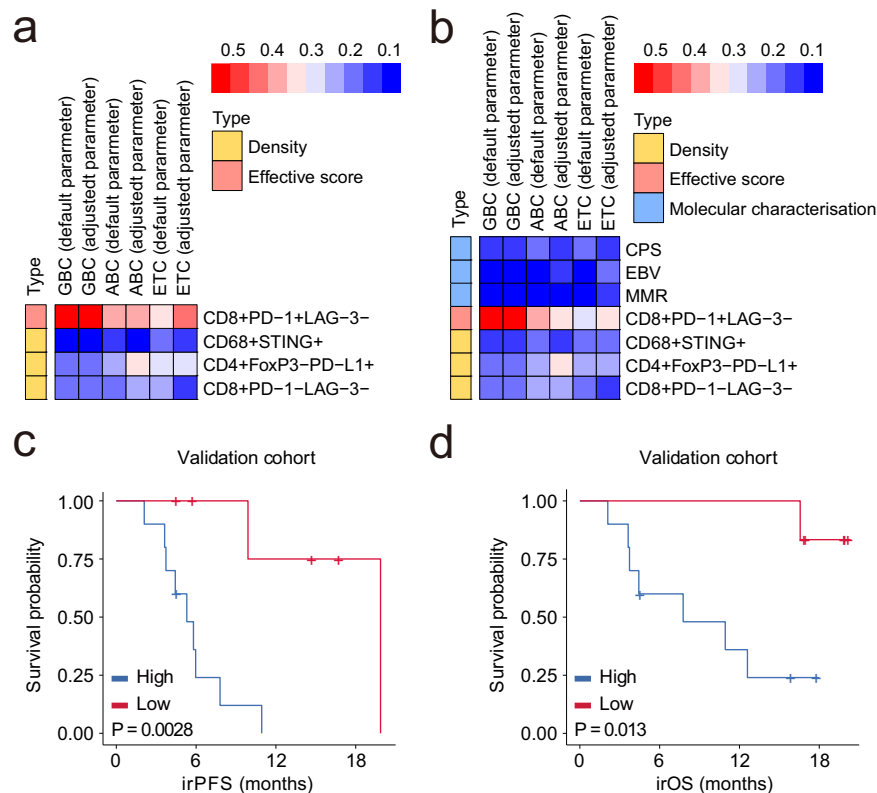 a
0.5 0.4 0.3 0.2 0.1
Type
Density
Effective score
Type
GBC (default pararmeter)
GBC (adjustedt pararmeter)
ABC (default pararmeter)
ABC (adjustedt pararmeter)
ETC (default pararmeter)
ETC (adjustedt pararmeter)
CD8+PD−1+LAG−3−
CD68+STING+
CD4+FoxP3−PD−L1+
CD8+PD−1−LAG−3−
b
0.5 0.4 0.3 0.2 0.1
Type
Density
Effective score
Molecular characterisation
Type
GBC (default pararmeter)
GBC (adjustedt pararmeter)
ABC (default pararmeter)
ABC (adjustedt pararmeter)
ETC (default pararmeter)
ETC (adjustedt pararmeter)
CPS
EBV
MMR
CD8+PD−1+LAG−3−
CD68+STING+
CD4+FoxP3−PD−L1+
CD8+PD−1−LAG−3−
c
Validation cohort
Survival probability
1.00
0.75
0.50
0.25
0.00
High
Low
P = 0.0028
0 6 12 18
irPFS (months)
d
Validation cohort
Survival probability
1.00
0.75
0.50
0.25
0.00
High
Low
P = 0.013
0 6 12 18
irOS (months)